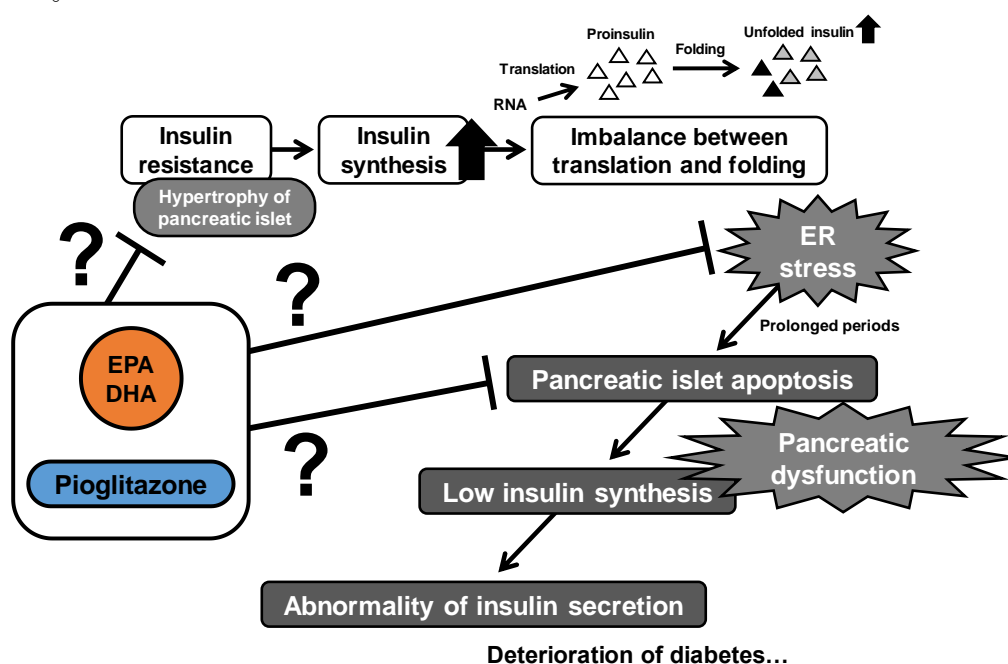 Proinsulin
Unfolded insulin
Folding
Translation
RNA
Insulin
resistance
Insulin
synthesis
Imbalance between
translation and folding
Hypertrophy of
pancreatic islet
?
?
ER
stress
Prolonged periods
EPA
DHA
Pancreatic islet apoptosis
?
Pancreatic
dysfunction
Pioglitazone
Low insulin synthesis
Abnormality of insulin secretion
Deterioration of diabetes…